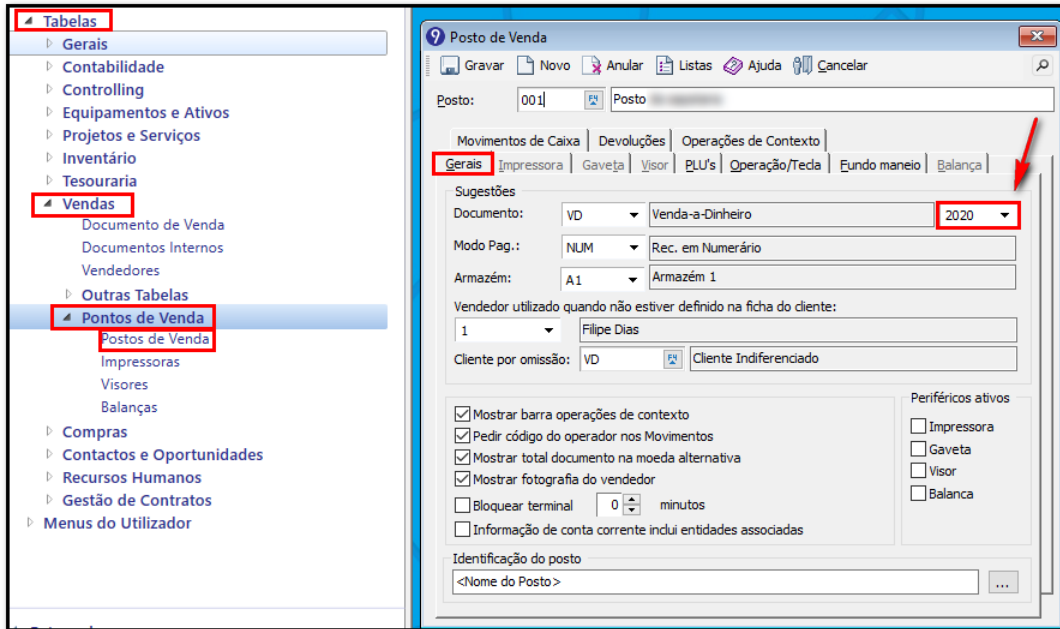 Tabelas
Gerais
Contabilidade
Controlling
Equipamentos e Ativos
Projetos e Serviços
Inventário
Tesouraria
Vendas
Documento de Venda
Documentos Internos
Vendedores
Outras Tabelas
Pontos de Venda
Postos de Venda
Impressoras
Visores
Balanças
Compras
Contactos e Oportunidades
Recursos Humanos
Gestão de Contratos
Menus do Utilizador
9 Posto de Venda
Gravar Novo Anular Listas Ajuda Cancelar
Posto: 001 F4 Posto
Movimentos de Caixa Devoluções Operações de Contexto
Gerais Impressora Gaveta Visor PLU's Operação/Tecla Fundo maneio Balança
Sugestões
Documento: VD Venda-a-Dinheiro 2020
Modo Pag.: NUM Rec. em Numerário
Armazém: A1 Armazém 1
Vendedor utilizado quando não estiver definido na ficha do cliente:
1 Filipe Dias
Cliente por omissão: VD F4 Cliente Indiferenciado
Mostrar barra operações de contexto
Pedir código do operador nos Movimentos
Mostrar total documento na moeda alternativa
Mostrar fotografia do vendedor
Bloquear terminal 0 minutos
Informação de conta corrente inclui entidades associadas
Periféricos ativos
Impressora
Gaveta
Visor
Balanca
Identificação do posto
<Nome do Posto> ...